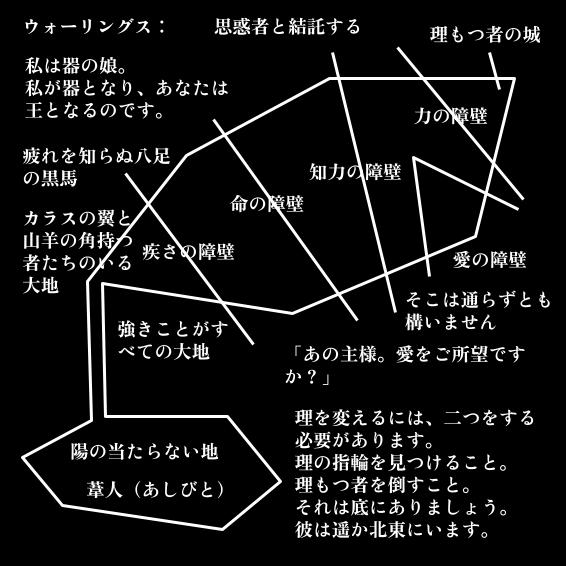 ウォーリングス：
思惑者と結託する
理もつ者の城
私は器の娘。
私が器となり、あなたは
王となるのです。
力の障壁
疲れを知らぬ八足
の黒馬
知力の障壁
命の障壁
カラスの翼と
山羊の角持つ
者たちのいる
大地
疾さの障壁
愛の障壁
そこは通らずとも
構いません
強きことがす
べての大地
「あの主様。愛をご所望です
か？」
理を変えるには、二つをする
必要があります。
理の指輪を見つけること。
理もつ者を倒すこと。
それは底にありましょう。
彼は遥か北東にいます。
陽の当たらない地
葦人（あしびと）